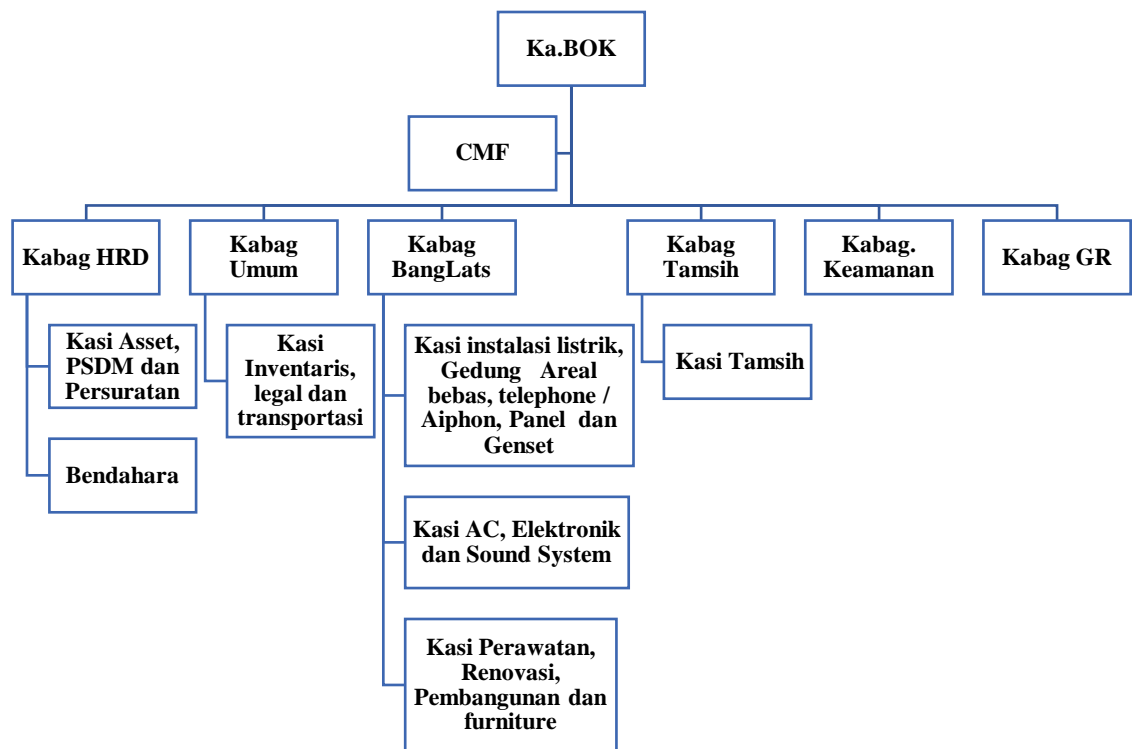 Ka.BOK
CMF
Kabag HRD
Kabag
Umum
Kabag
BangLats
Kabag
Tamsih
Kabag.
Keamanan
Kabag GR
Kasi Asset,
PSDM dan
Persuratan
Bendahara
Kasi
Inventaris,
legal dan
transportasi
Kasi instalasi listrik,
Gedung Areal
bebas, telephone /
Aiphon, Panel dan
Genset
Kasi AC, Elektronik
dan Sound System
Kasi Perawatan,
Renovasi,
Pembangunan dan
furniture
Kasi Tamsih